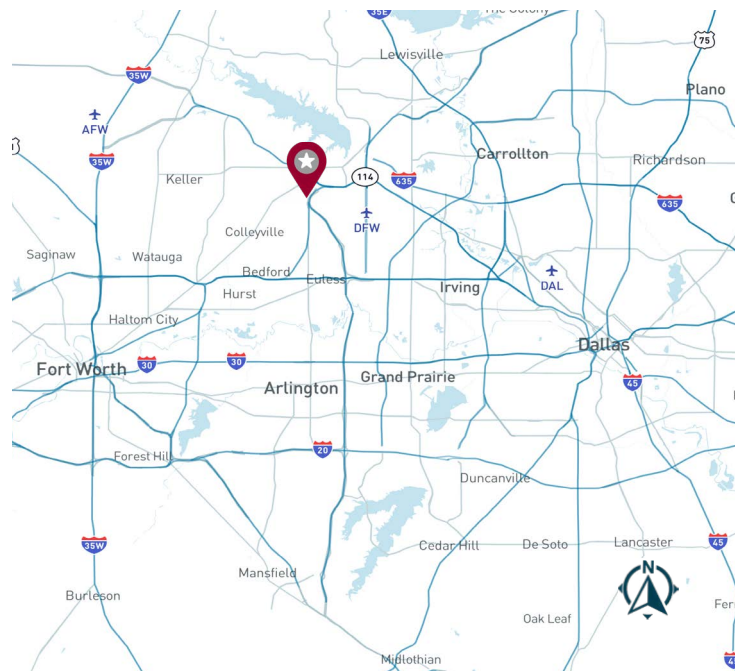 The Colony
35E
75
Lewisville
35W
Plano
AFW
35W
Carrollton
Richardson
Keller
114
635
635
Colleyville
DFW
Saginaw
Watauga
Bedford
Euless
DAL
Irving
Hurst
Haltom City
Dallas
Fort Worth
30
30
Grand Prairie
Arlington
45
20
Forest Hill
Duncanville
35W
Cedar Hill
De Soto
Lancaster
45
Mansfield
N
Burleson
Oak Leaf
Fer
Midlothian